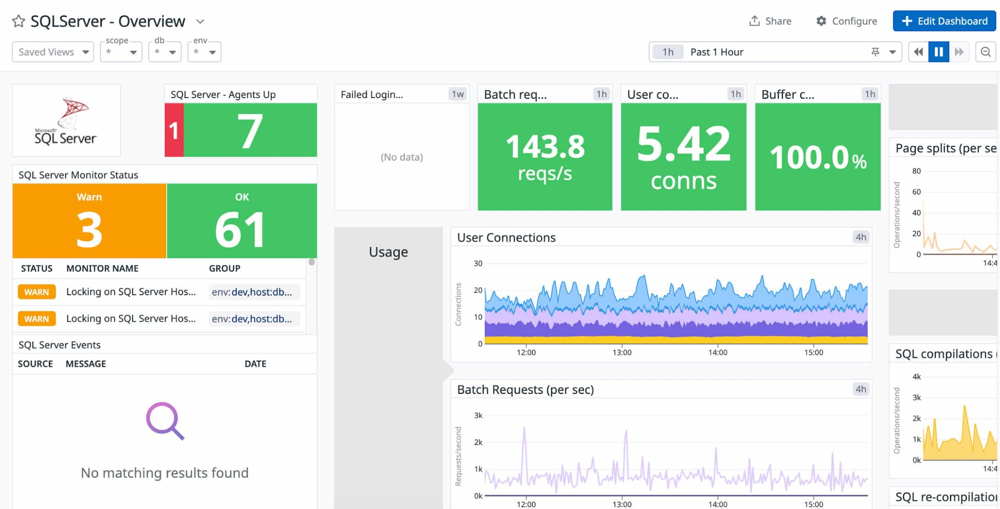 SQLServer - Overview
Share
Configure
Edit Dashboard
Saved Views
scope
*
db
*
env
*
1h Past 1 Hour
Microsoft
SQL Server
SQL Server - Agents Up
1
7
Failed Login...
1w
(No data)
Batch req...
1h
143.8
reqs/s
User co...
1h
5.42
conns
Buffer c...
1h
100.0%
SQL Server Monitor Status
Warn
3
OK
61
STATUS MONITOR NAME GROUP
WARN Locking on SQL Server Hos... env:dev,host:db...
WARN Locking on SQL Server Hos... env:dev,host:db...
SQL Server Events
SOURCE MESSAGE DATE
No matching results found
Usage
User Connections
4h
Connections
30
20
10
0
12:00 13:00 14:00 15:00
Batch Requests (per sec)
4h
Requests/second
3k
2k
1k
0k
12:00 13:00 14:00 15:00
Page splits (per se
Operations/second
80
60
40
20
0
14:4
SQL compilations (
Operations/second
4k
3k
2k
1k
0k
14:4
SQL re-compilation